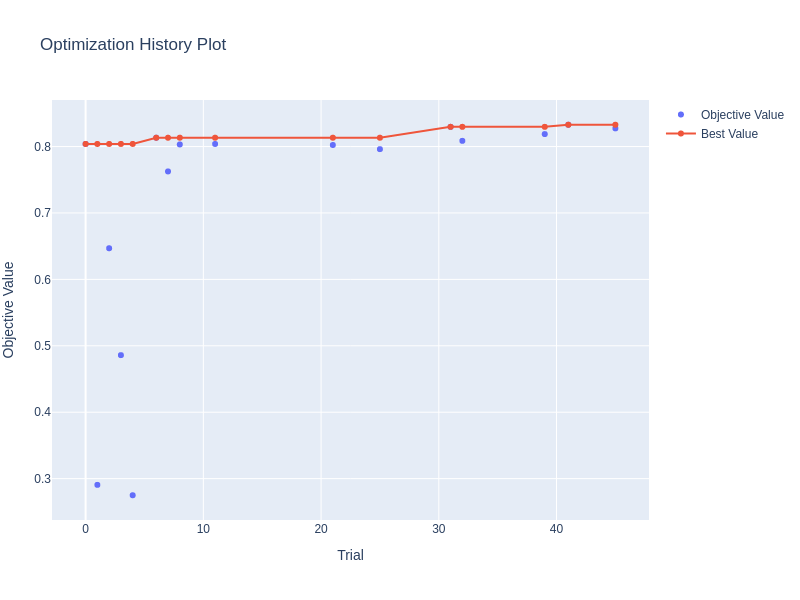 Optimization History Plot
Objective Value
Best Value
0.8
0.7
0.6
0.5
0.4
0.3
Objective Value
0
10
20
30
40
Trial